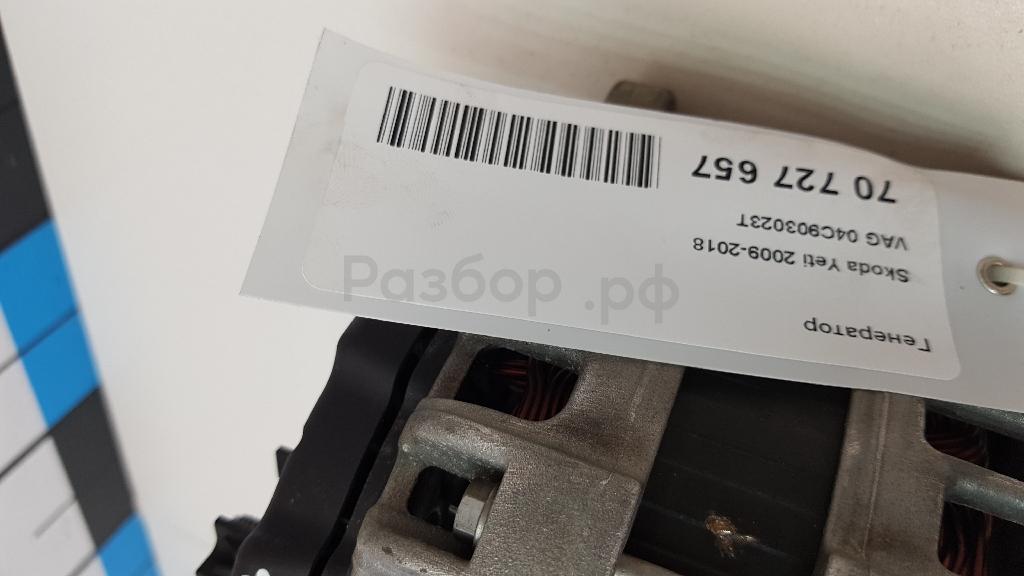 Генератор
Skoda Yeti 2009-2018
VAG 04C903023T
70 727 657
Разбор.рф